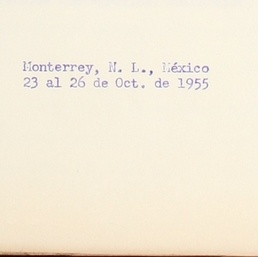 Monterrey, N. L., México
23 al 26 de Oct. de 1955